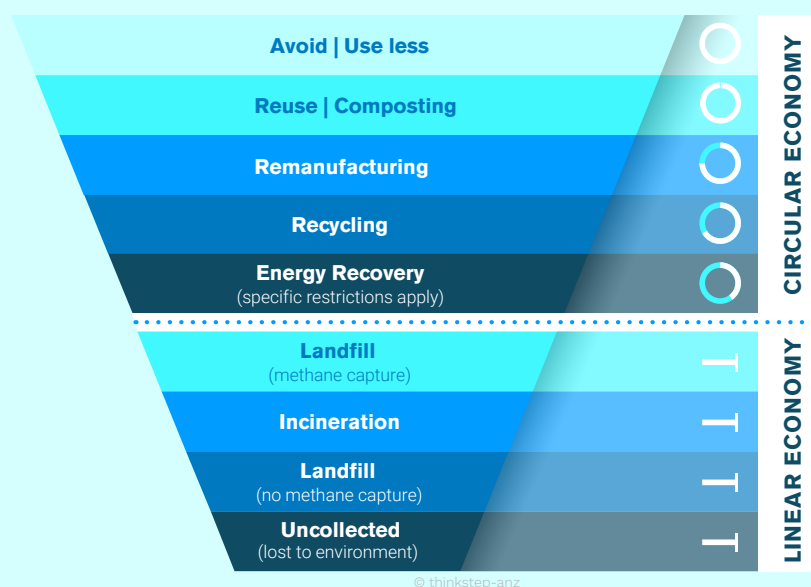 Avoid | Use less
Reuse | Composting
Remanufacturing
Recycling
Energy Recovery
(specific restrictions apply)
CIRCULAR ECONOMY
Landfill
(methane capture)
Incineration
Landfill
(no methane capture)
Uncollected
(lost to environment)
LINEAR ECONOMY
© thinkstep-anz